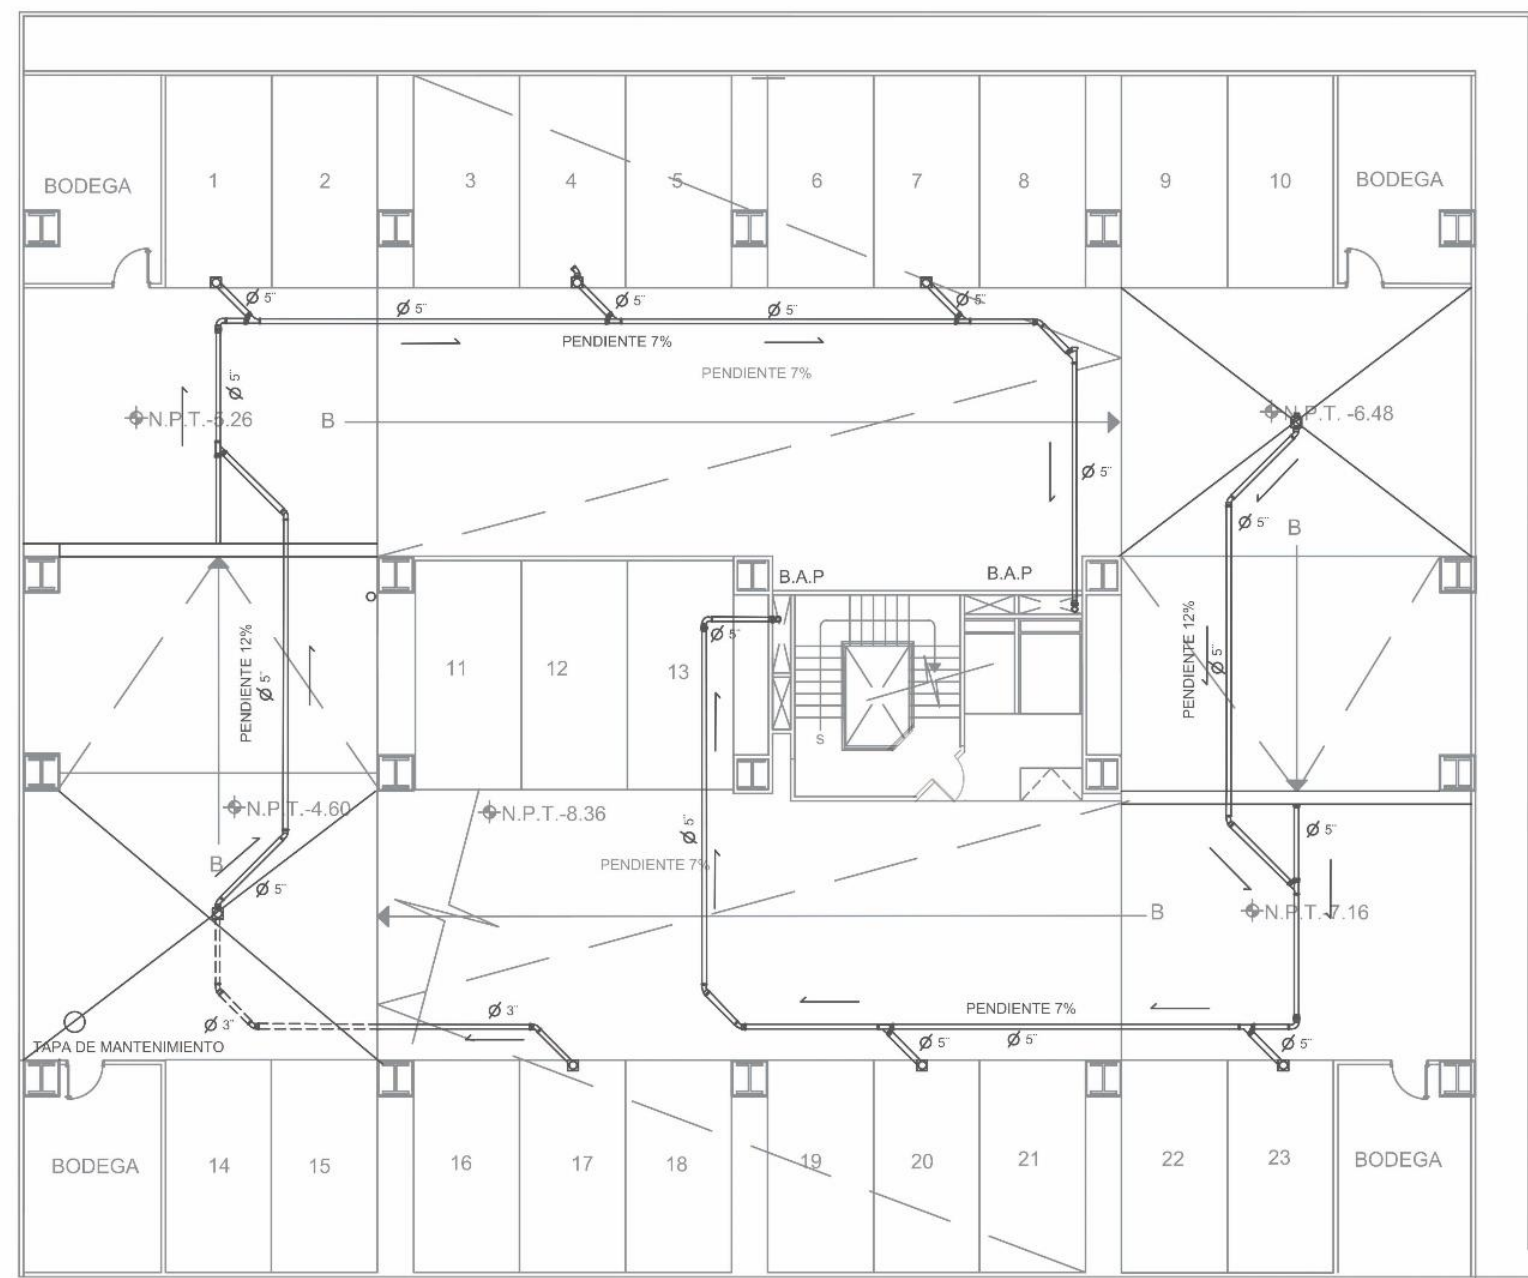 BODEGA 1 2 3 4 5 6 7 8 9 10 BODEGA
Ø 5" Ø 5" Ø 5" Ø 5" Ø 5"
PENDIENTE 7%
PENDIENTE 7%
Ø 5"
N.P.T.-5.26
B
N.P.T. -6.48
Ø 5"
Ø 5"
B
B.A.P
B.A.P
Ø 5"
PENDIENTE 12%
Ø 5"
11 12 13
S
PENDIENTE 12%
Ø 5"
N.P.T.-4.60
N.P.T.-8.36
Ø 5"
Ø 5"
B
PENDIENTE 7%
Ø 5"
B
N.P.T.-7.16
Ø 3"
Ø 3"
PENDIENTE 7%
Ø 5" Ø 5" Ø 5"
TAPA DE MANTENIMIENTO
BODEGA 14 15 16 17 18 19 20 21 22 23 BODEGA